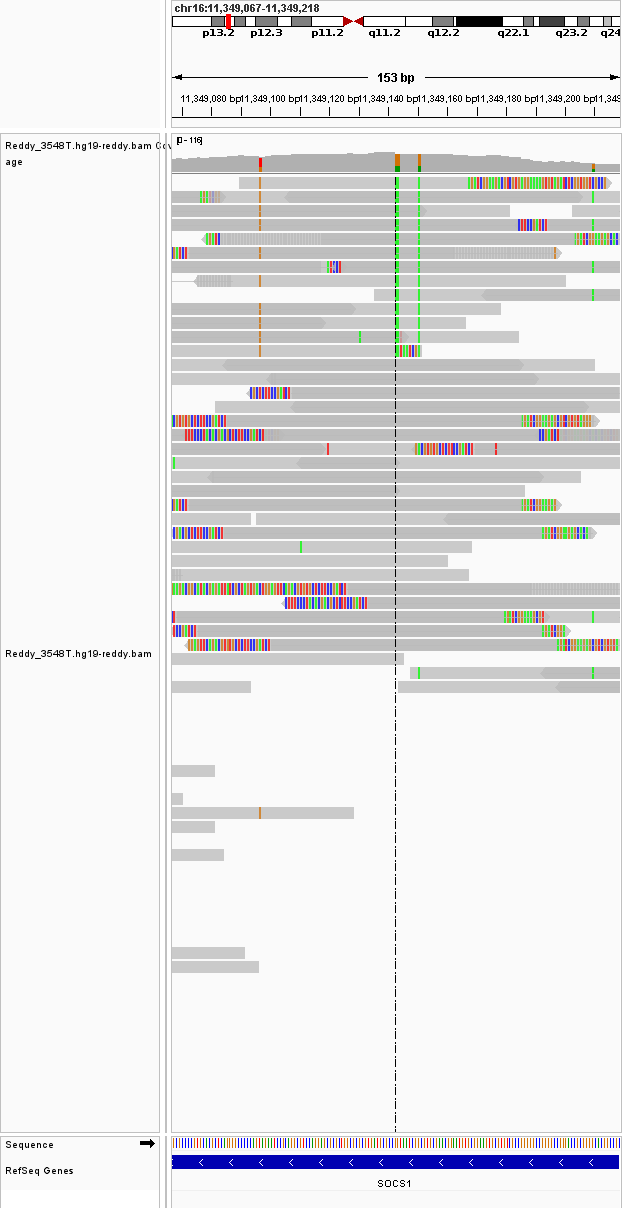 chr16:11,349,067-11,349,218
p13.2 p12.3 p11.2 q11.2 q12.2 q22.1 q23.2 q24
153 bp
11,349,080 bp 11,349,100 bp 11,349,120 bp 11,349,140 bp 11,349,160 bp 11,349,180 bp 11,349,200 bp 11,349
[0 - 116]
Reddy_3548T.hg19-reddy.bam Cov
age
Reddy_3548T.hg19-reddy.bam
Sequence
RefSeq Genes
SOCS1